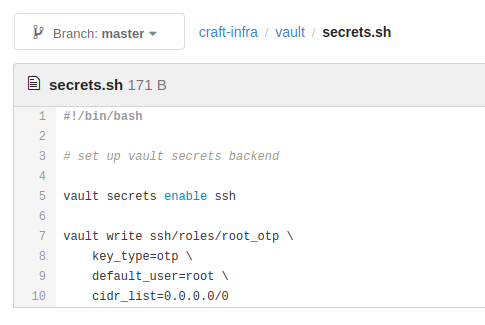 Branch: master
craft-infra / vault / secrets.sh
secrets.sh 171 B
1 #!/bin/bash
2
3 # set up vault secrets backend
4
5 vault secrets enable ssh
6
7 vault write ssh/roles/root_otp \
8     key_type=otp \
9     default_user=root \
10     cidr_list=0.0.0.0/0